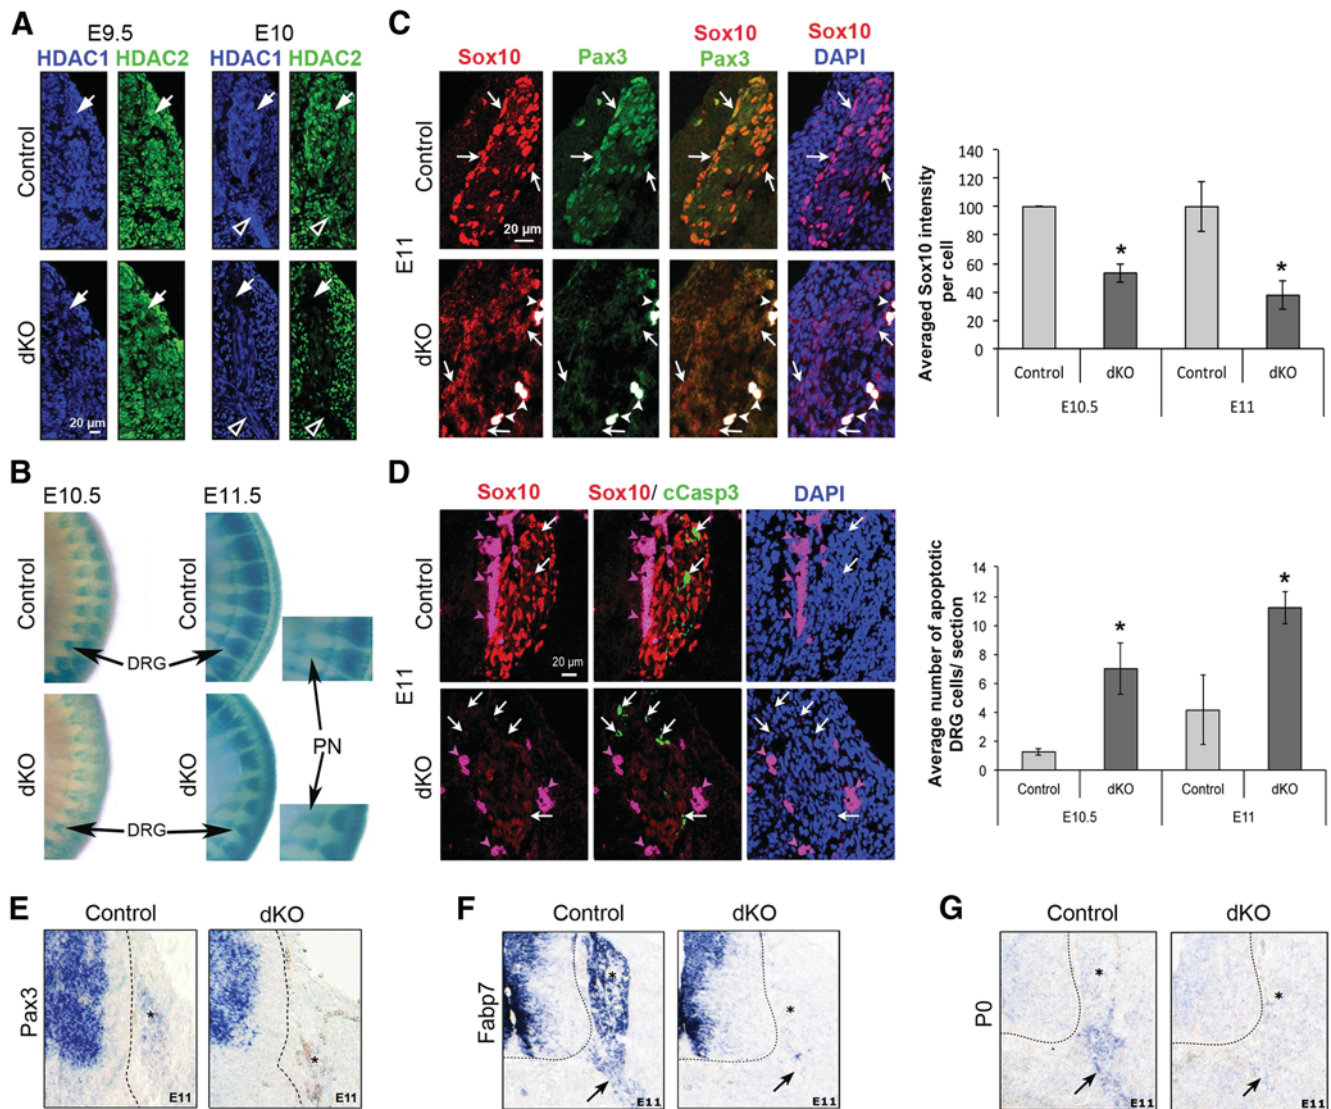 A
E9.5
E10
HDAC1 HDAC2
HDAC1 HDAC2
Control
dKO
20 µm
B
E10.5
E11.5
Control
Control
DRG
PN
dKO
dKO
DRG
C
Sox10
Pax3
Sox10
Pax3
Sox10
DAPI
E11
Control
20 µm
dKO
Averaged Sox10 intensity
per cell
140
120
100
80
60
40
20
0
*
*
Control
dKO
Control
dKO
E10.5
E11
D
Sox10
Sox10/ cCasp3
DAPI
E11
Control
20 µm
dKO
Average number of apoptotic
DRG cells/ section
14
12
10
8
6
4
2
0
*
*
Control
dKO
Control
dKO
E10.5
E11
E
Control
dKO
Pax3
*
E11
*
E11
F
Control
dKO
Fabp7
*
E11
*
E11
G
Control
dKO
P0
*
E11
*
E11